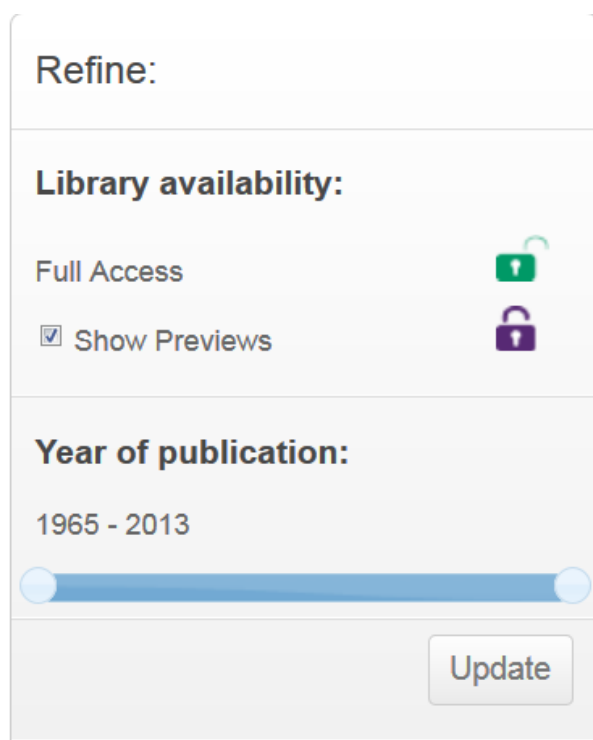 Refine:
Library availability:
Full Access
Show Previews
Year of publication:
1965 - 2013
Update